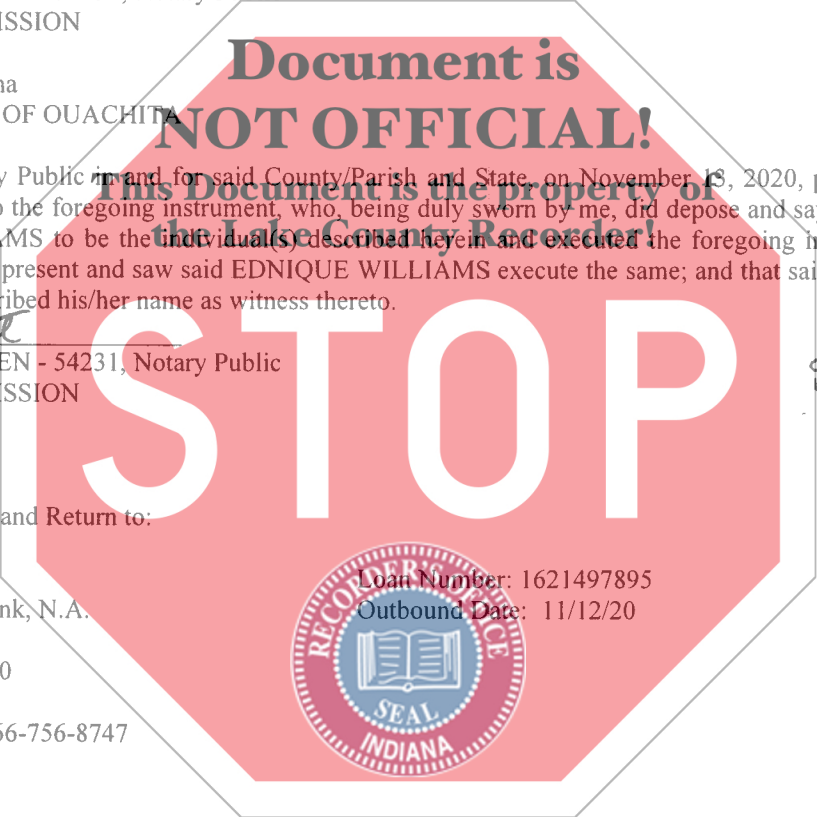 ISSION
Document is
na
OF OUACHITA
NOT OFFICIAL!
y Public in and for said County/Parish and State, on November 13, 2020, p
This Document is the property of
o the foregoing instrument, who, being duly sworn by me, did depose and say
the Lake County Recorder!
AMS to be the individual(s) described herein and executed the foregoing in
present and saw said EDNIQUE WILLIAMS execute the same; and that said
ribed his/her name as witness thereto.
EN - 54231, Notary Public
ISSION
STOP
and Return to:
Loan Number: 1621497895
nk, N.A.
Outbound Date: 11/12/20
RECORDER'S OFFICE
SEAL
INDIANA
0
66-756-8747